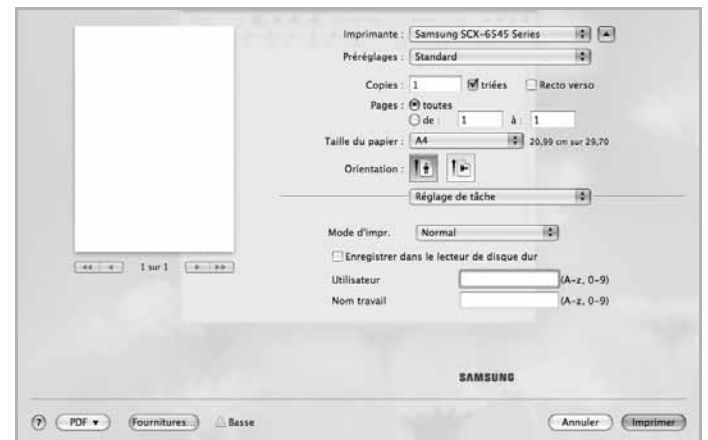 Imprimante : Samsung SCX-6545 Series
Préréglages : Standard
Copies : 1 triées Recto verso
Pages : toutes
de : 1 à : 1
Taille du papier : A4 20,99 cm sur 29,70
Orientation :
Réglage de tâche
Mode d'impr. Normal
1 sur 1
Enregistrer dans le lecteur de disque dur
Utilisateur (A-z, 0-9)
Nom travail (A-z, 0-9)
SAMSUNG
? PDF Fournitures... Basse Annuler Imprimer